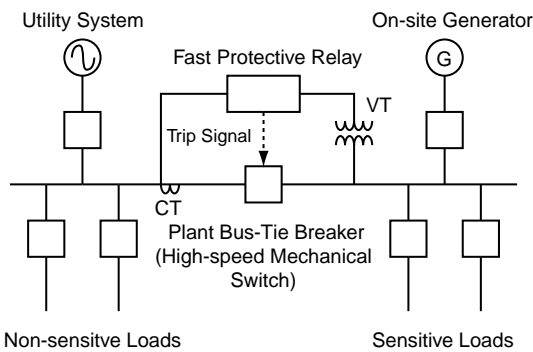 Utility System
On-site Generator
Fast Protective Relay
G
VT
Trip Signal
CT
Plant Bus-Tie Breaker
(High-speed Mechanical
Switch)
Non-sensitve Loads
Sensitive Loads